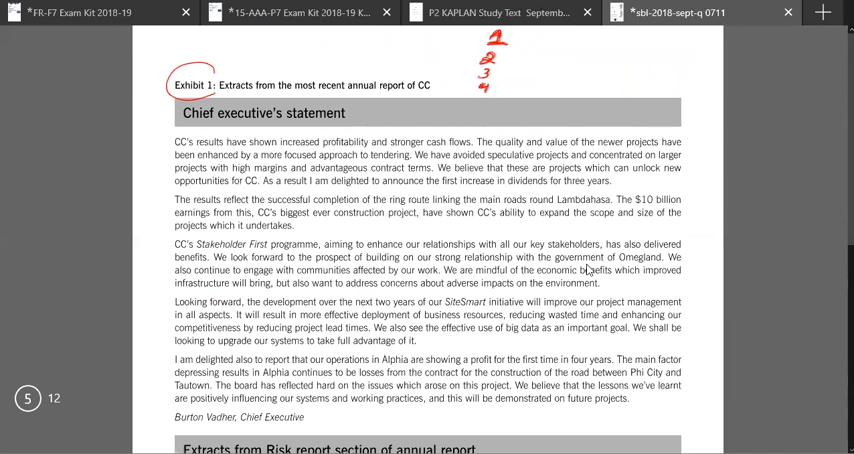 *FR-F7 Exam Kit 2018-19
*15-AAA-P7 Exam Kit 2018-19 K...
P2 KAPLAN Study Text Septemb...
*sbl-2018-sept-q 0711
1
2
3
4
Exhibit 1: Extracts from the most recent annual report of CC
Chief executive's statement
CC's results have shown increased profitability and stronger cash flows. The quality and value of the newer projects have
been enhanced by a more focused approach to tendering. We have avoided speculative projects and concentrated on larger
projects with high margins and advantageous contract terms. We believe that these are projects which can unlock new
opportunities for CC. As a result I am delighted to announce the first increase in dividends for three years.
The results reflect the successful completion of the ring route linking the main roads round Lambdahasa. The $10 billion
earnings from this, CC's biggest ever construction project, have shown CC's ability to expand the scope and size of the
projects which it undertakes.
CC's Stakeholder First programme, aiming to enhance our relationships with all our key stakeholders, has also delivered
benefits. We look forward to the prospect of building on our strong relationship with the government of Omegland. We
also continue to engage with communities affected by our work. We are mindful of the economic benefits which improved
infrastructure will bring, but also want to address concerns about adverse impacts on the environment.
Looking forward, the development over the next two years of our SiteSmart initiative will improve our project management
in all aspects. It will result in more effective deployment of business resources, reducing wasted time and enhancing our
competitiveness by reducing project lead times. We also see the effective use of big data as an important goal. We shall be
looking to upgrade our systems to take full advantage of it.
I am delighted also to report that our operations in Alphia are showing a profit for the first time in four years. The main factor
depressing results in Alphia continues to be losses from the contract for the construction of the road between Phi City and
Tautown. The board has reflected hard on the issues which arose on this project. We believe that the lessons we've learnt
are positively influencing our systems and working practices, and this will be demonstrated on future projects.
5 12
Burton Vadher, Chief Executive
Extracts from Risk report section of annual report